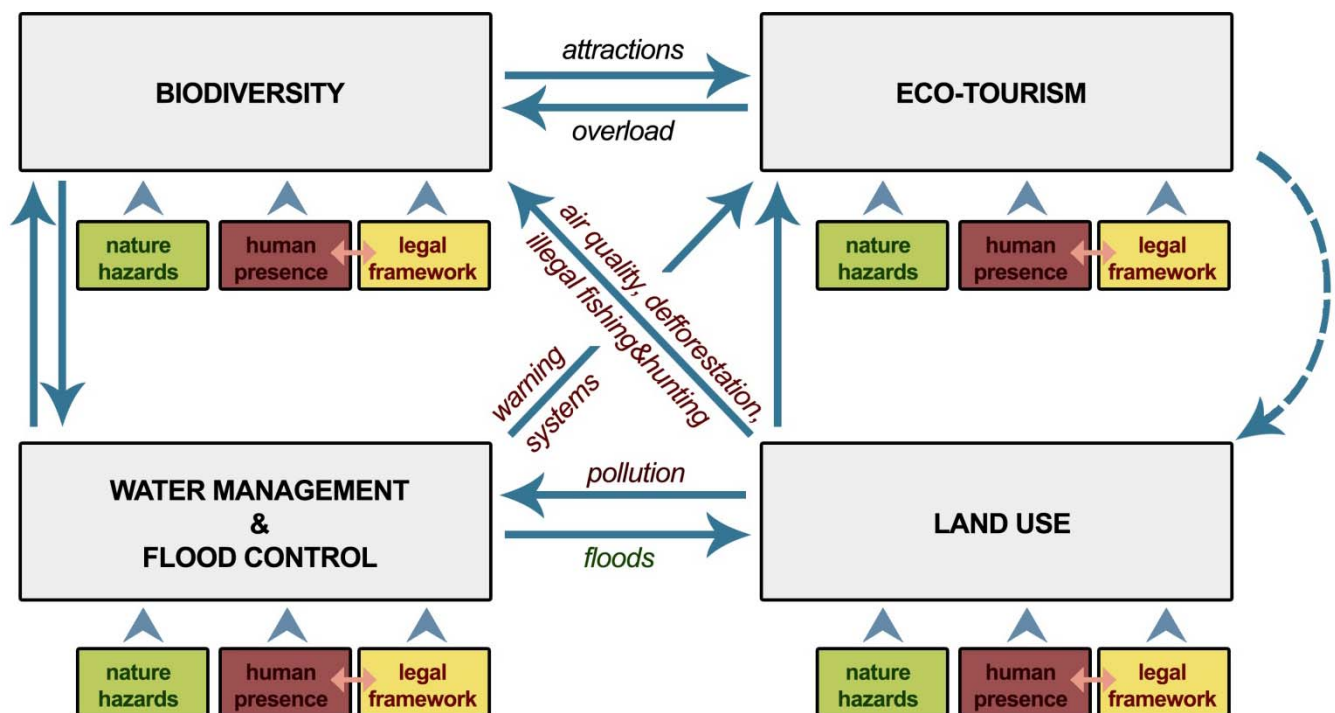 attractions
BIODIVERSITY
ECO-TOURISM
overload
nature
hazards
human
presence
legal
framework
nature
hazards
human
presence
legal
framework
air quality, defforestation,
illegal fishing&hunting
warning
systems
WATER MANAGEMENT
&
FLOOD CONTROL
pollution
floods
LAND USE
nature
hazards
human
presence
legal
framework
nature
hazards
human
presence
legal
framework